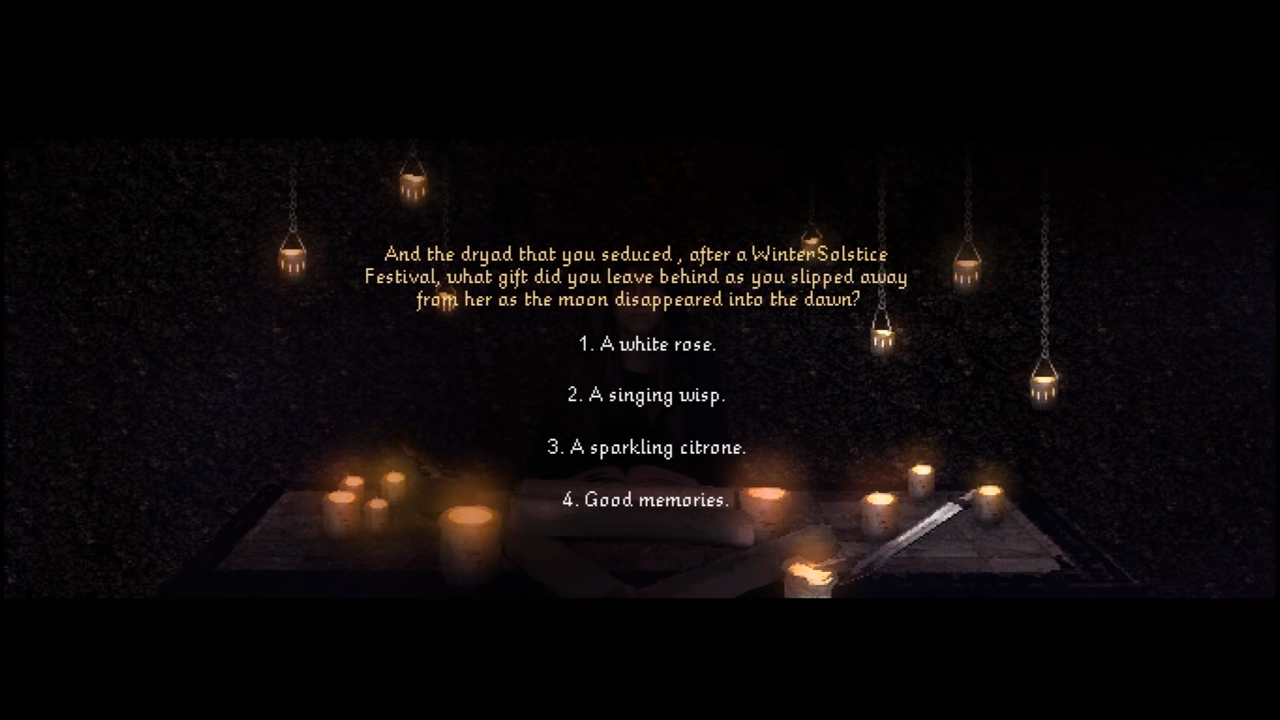 And the dryad that you seduced , after a Winter Solstice
Festival, what gift did you leave behind as you slipped away
from her as the moon disappeared into the dawn?
1. A white rose.
2. A singing wisp.
3. A sparkling citrone.
4. Good memories.